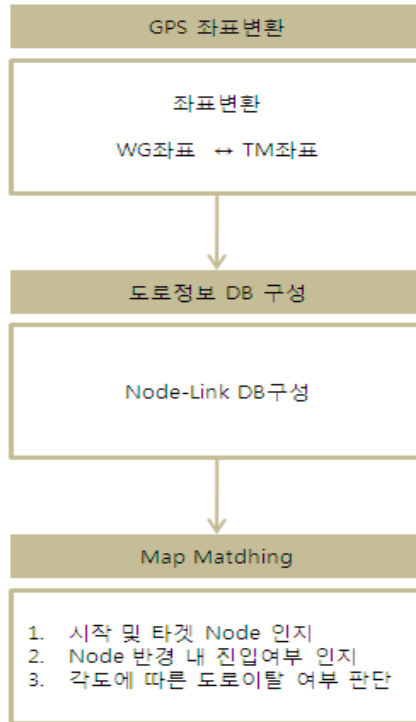 GPS 좌표변환
좌표변환
WG좌표 ↔ TM좌표
도로정보 DB 구성
Node-Link DB구성
Map Matdhing
1. 시작 및 타겟 Node 인지
2. Node 반경 내 진입여부 인지
3. 각도에 따른 도로이탈 여부 판단